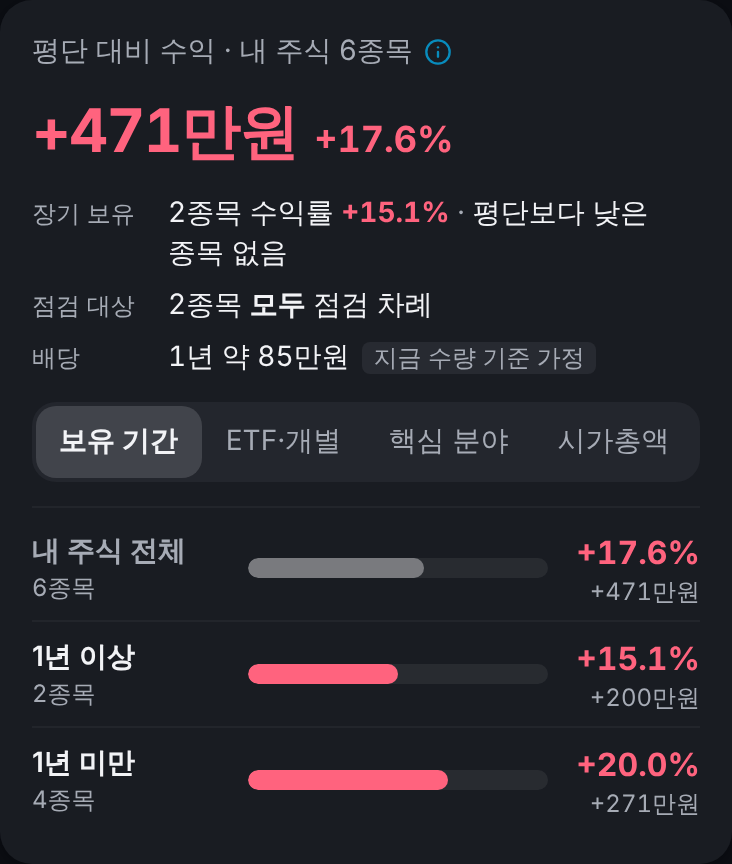 평단 대비 수익 · 내 주식 6종목
+471만원 +17.6%
장기 보유 2종목 수익률 +15.1% · 평단보다 낮은
종목 없음
점검 대상 2종목 모두 점검 차례
배당 1년 약 85만원 지금 수량 기준 가정
보유 기간 ETF·개별 핵심 분야 시가총액
내 주식 전체 +17.6%
6종목 +471만원
1년 이상 +15.1%
2종목 +200만원
1년 미만 +20.0%
4종목 +271만원